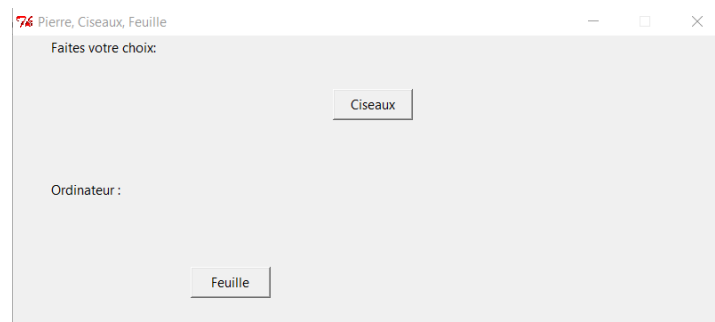 Pierre, Ciseaux, Feuille
Faites votre choix:
Ciseaux
Ordinateur :
Feuille